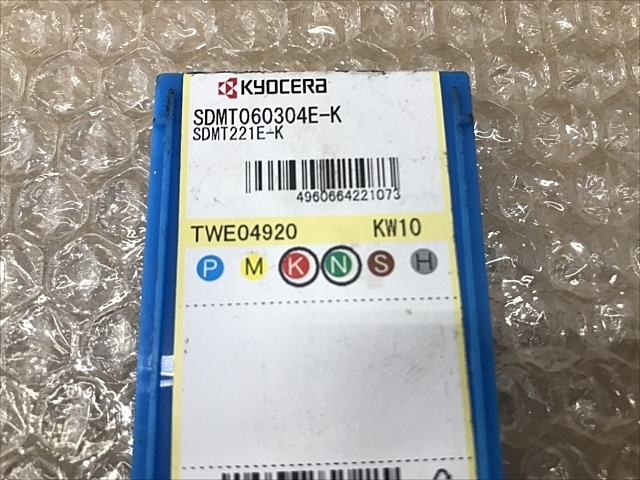 KYOCERA
SDMT060304E-K
SDMT221E-K
4960664221073
TWE04920 KW10
P M K N S H